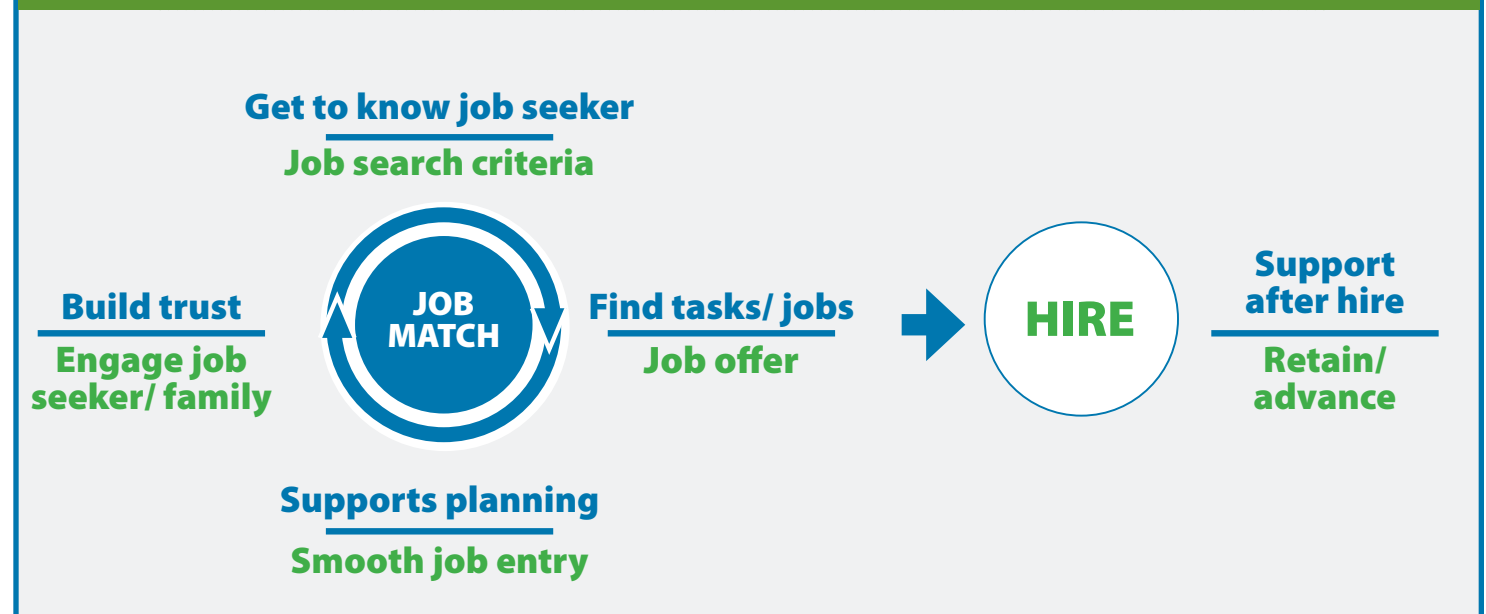 Get to know job seeker
Job search criteria
Build trust
Engage job
seeker/ family
JOB
MATCH
Find tasks/ jobs
Job offer
Supports planning
Smooth job entry
HIRE
Support
after hire
Retain/
advance